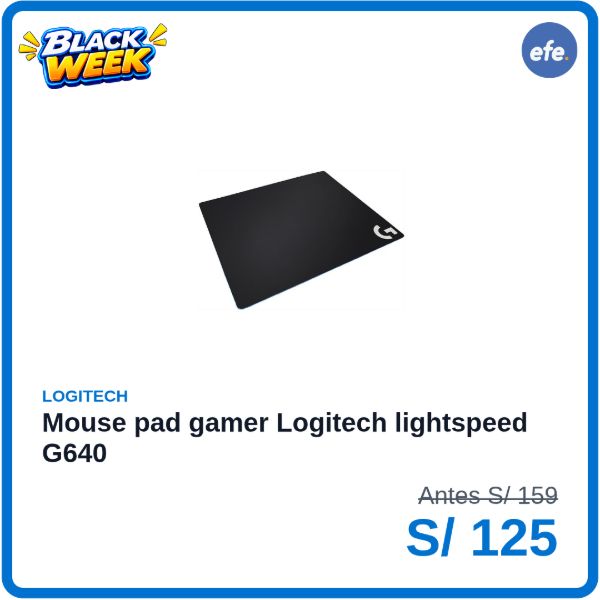 BLACK
WEEK
efe.
G
LOGITECH
Mouse pad gamer Logitech lightspeed
G640
Antes S/ 159
S/ 125